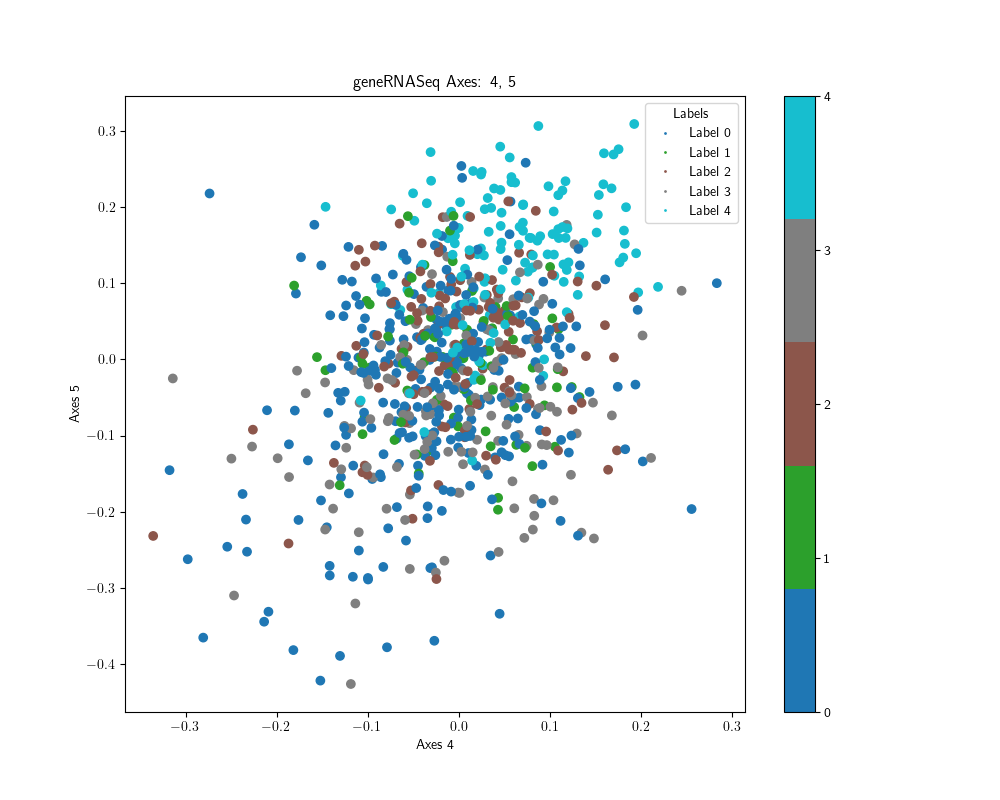 geneRNASeq Axes: 4, 5
Labels
Label 0
Label 1
Label 2
Label 3
Label 4
0.3
0.2
0.1
0.0
−0.1
−0.2
−0.3
−0.4
Axes 5
−0.3
−0.2
−0.1
0.0
0.1
0.2
0.3
Axes 4
4
3
2
1
0